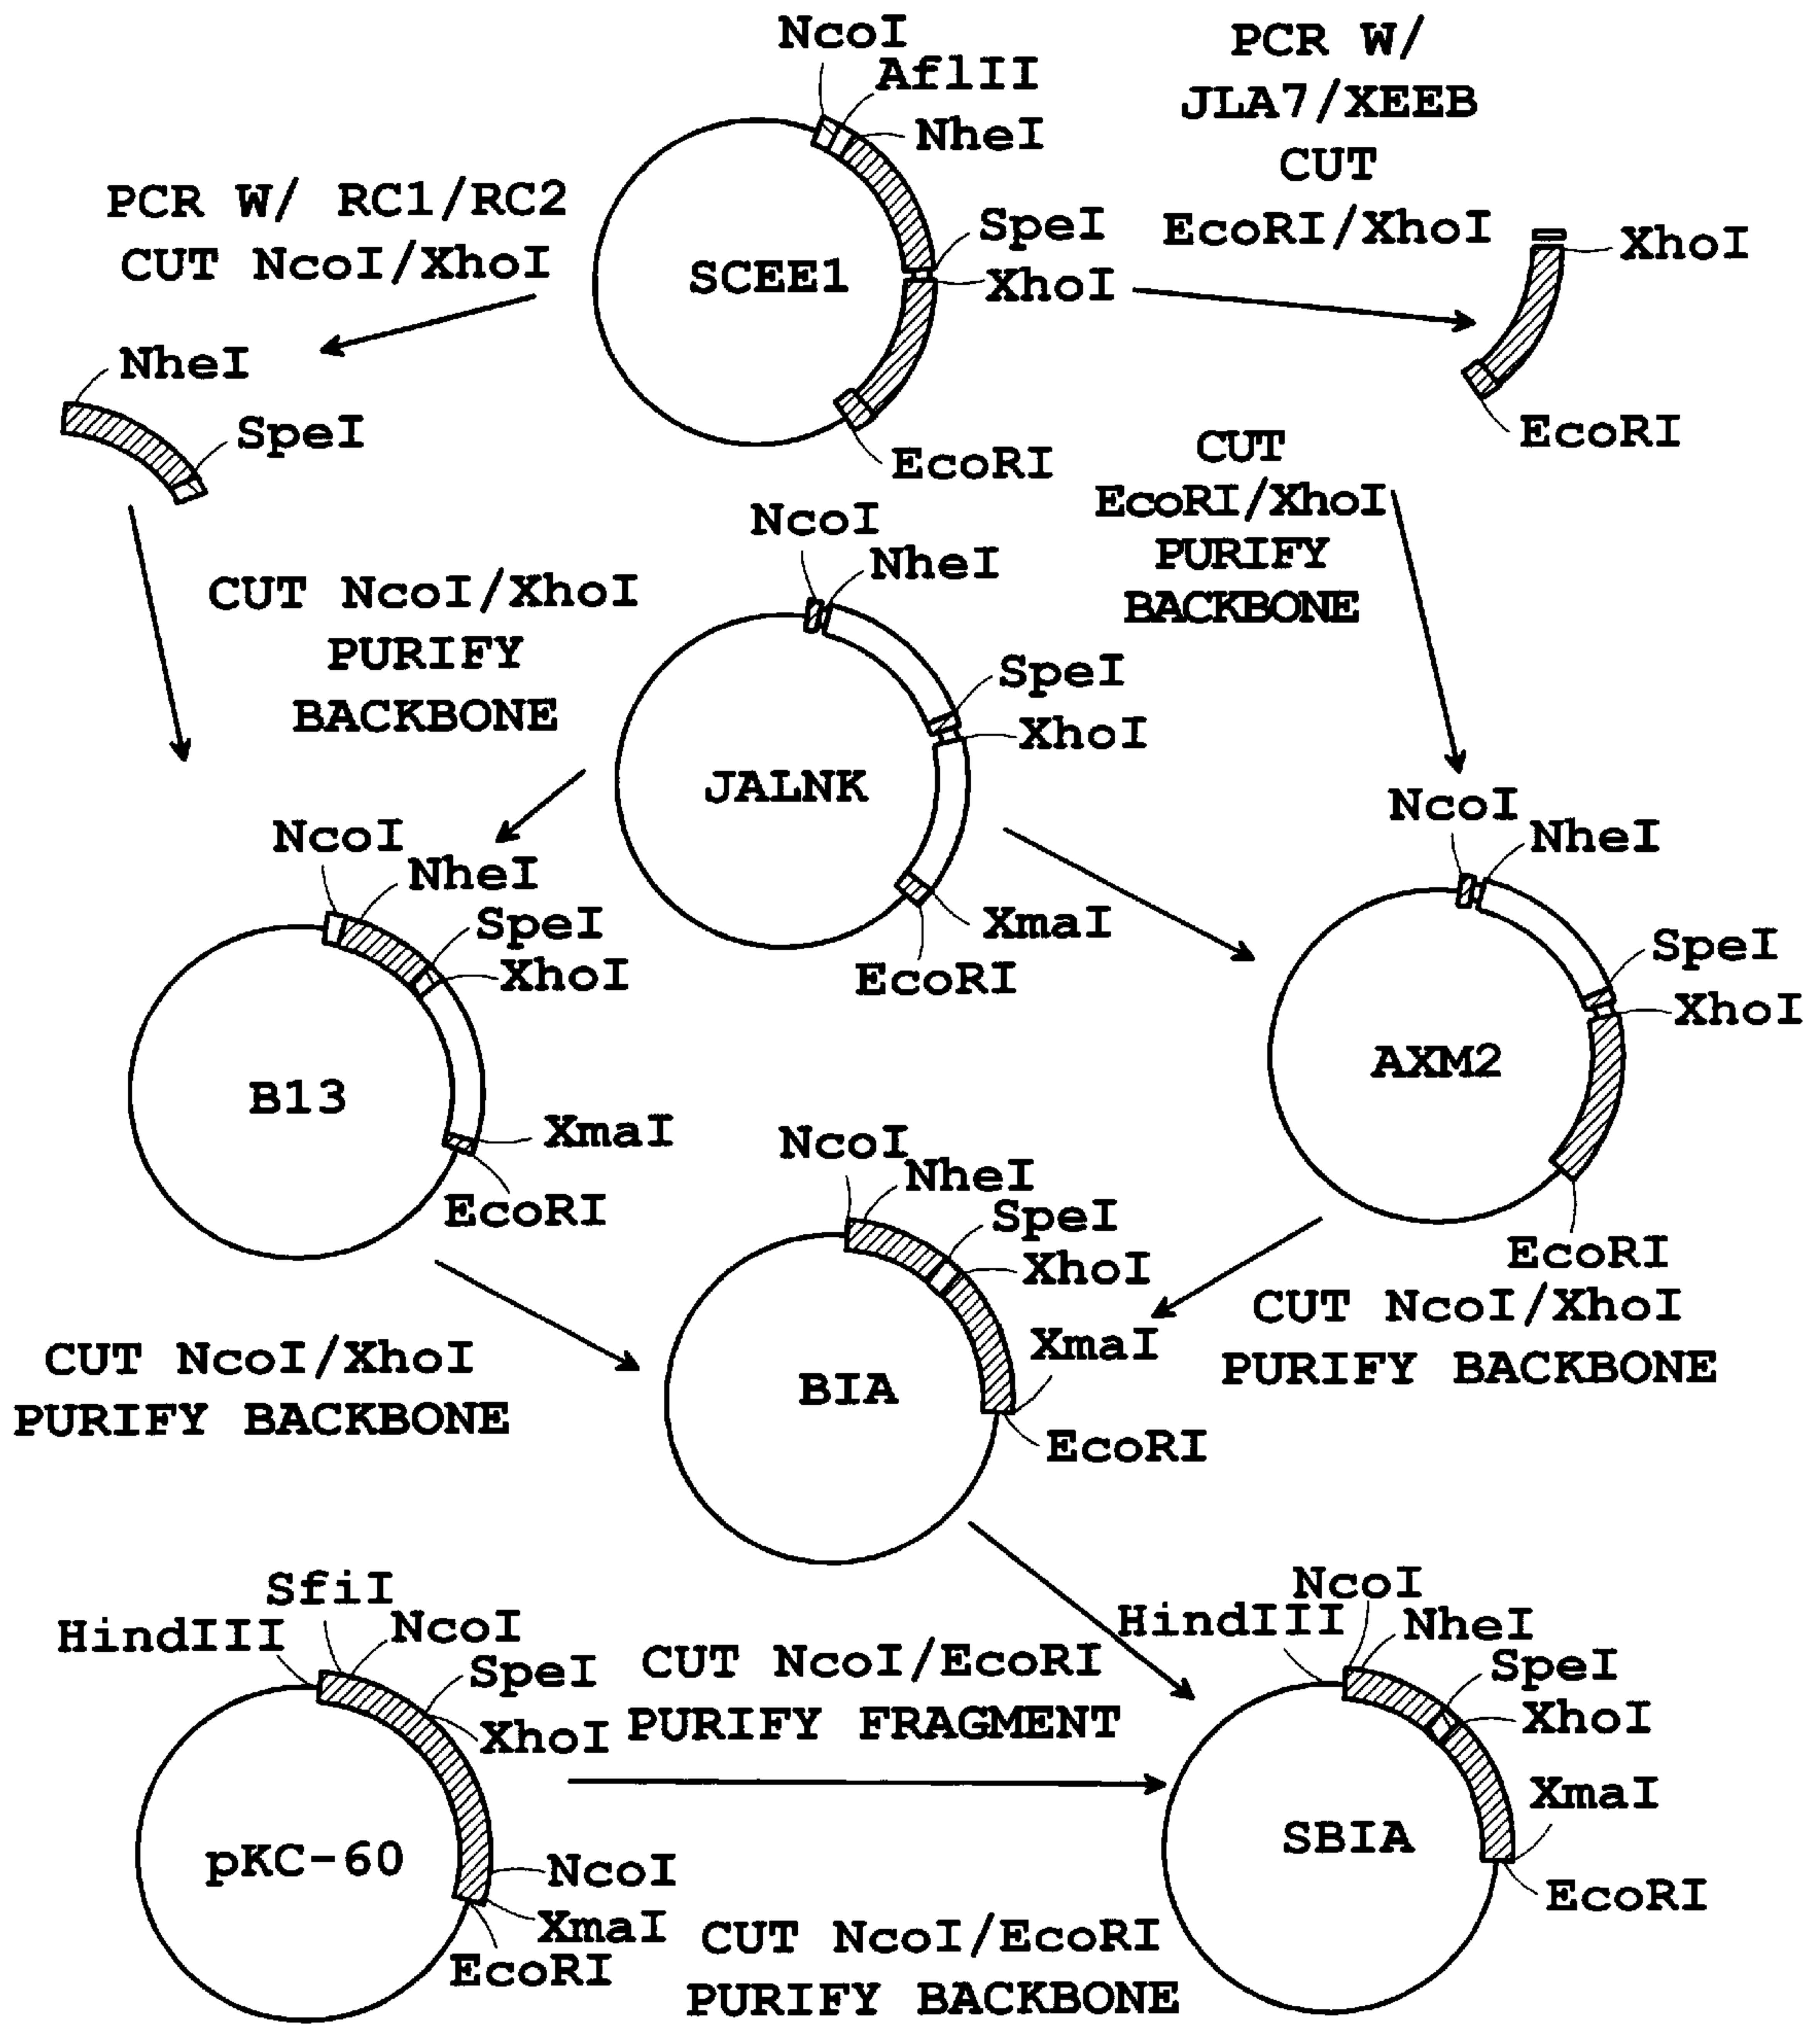 NcoI
AflII
NheI
SpeI
XhoI
SCEE1
EcoRI
PCR W/
JLA7/XEEB
CUT
EcoRI/XhoI
XhoI
EcoRI
PCR W/ RC1/RC2
CUT NcoI/XhoI
NheI
SpeI
CUT NcoI/XhoI
PURIFY
BACKBONE
CUT
EcoRI/XhoI
PURIFY
BACKBONE
NcoI
NheI
SpeI
XhoI
JALNK
XmaI
EcoRI
NcoI
NheI
SpeI
XhoI
B13
XmaI
EcoRI
NcoI
NheI
SpeI
XhoI
AXM2
EcoRI
CUT NcoI/XhoI
PURIFY BACKBONE
CUT NcoI/XhoI
PURIFY BACKBONE
NcoI
NheI
SpeI
XhoI
XmaI
BIA
EcoRI
SfiI
HindIII
NcoI
SpeI
XhoI
pKC-60
NcoI
XmaI
EcoRI
CUT NcoI/EcoRI
PURIFY FRAGMENT
CUT NcoI/EcoRI
PURIFY BACKBONE
NcoI
HindIII
NheI
SpeI
XhoI
XmaI
SBIA
EcoRI